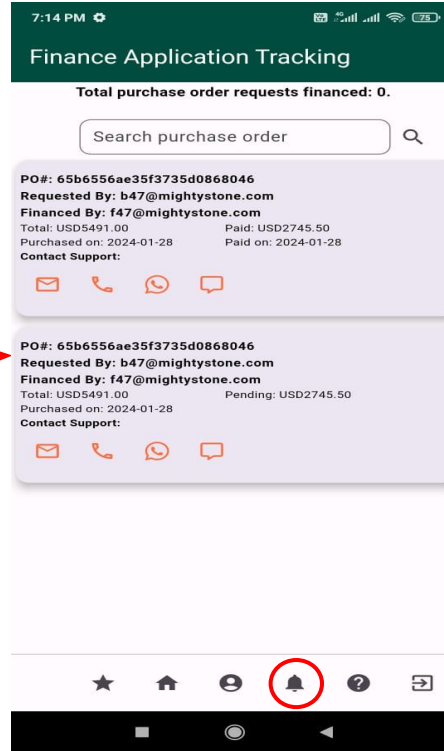 7:14 PM
4G
75
Finance Application Tracking
Total purchase order requests financed: 0.
Search purchase order
PO#: 65b6556ae35f3735d0868046
Requested By: b47@mightystone.com
Financed By: f47@mightystone.com
Total: USD5491.00 Paid: USD2745.50
Purchased on: 2024-01-28 Paid on: 2024-01-28
Contact Support:
PO#: 65b6556ae35f3735d0868046
Requested By: b47@mightystone.com
Financed By: f47@mightystone.com
Total: USD5491.00 Pending: USD2745.50
Purchased on: 2024-01-28
Contact Support: